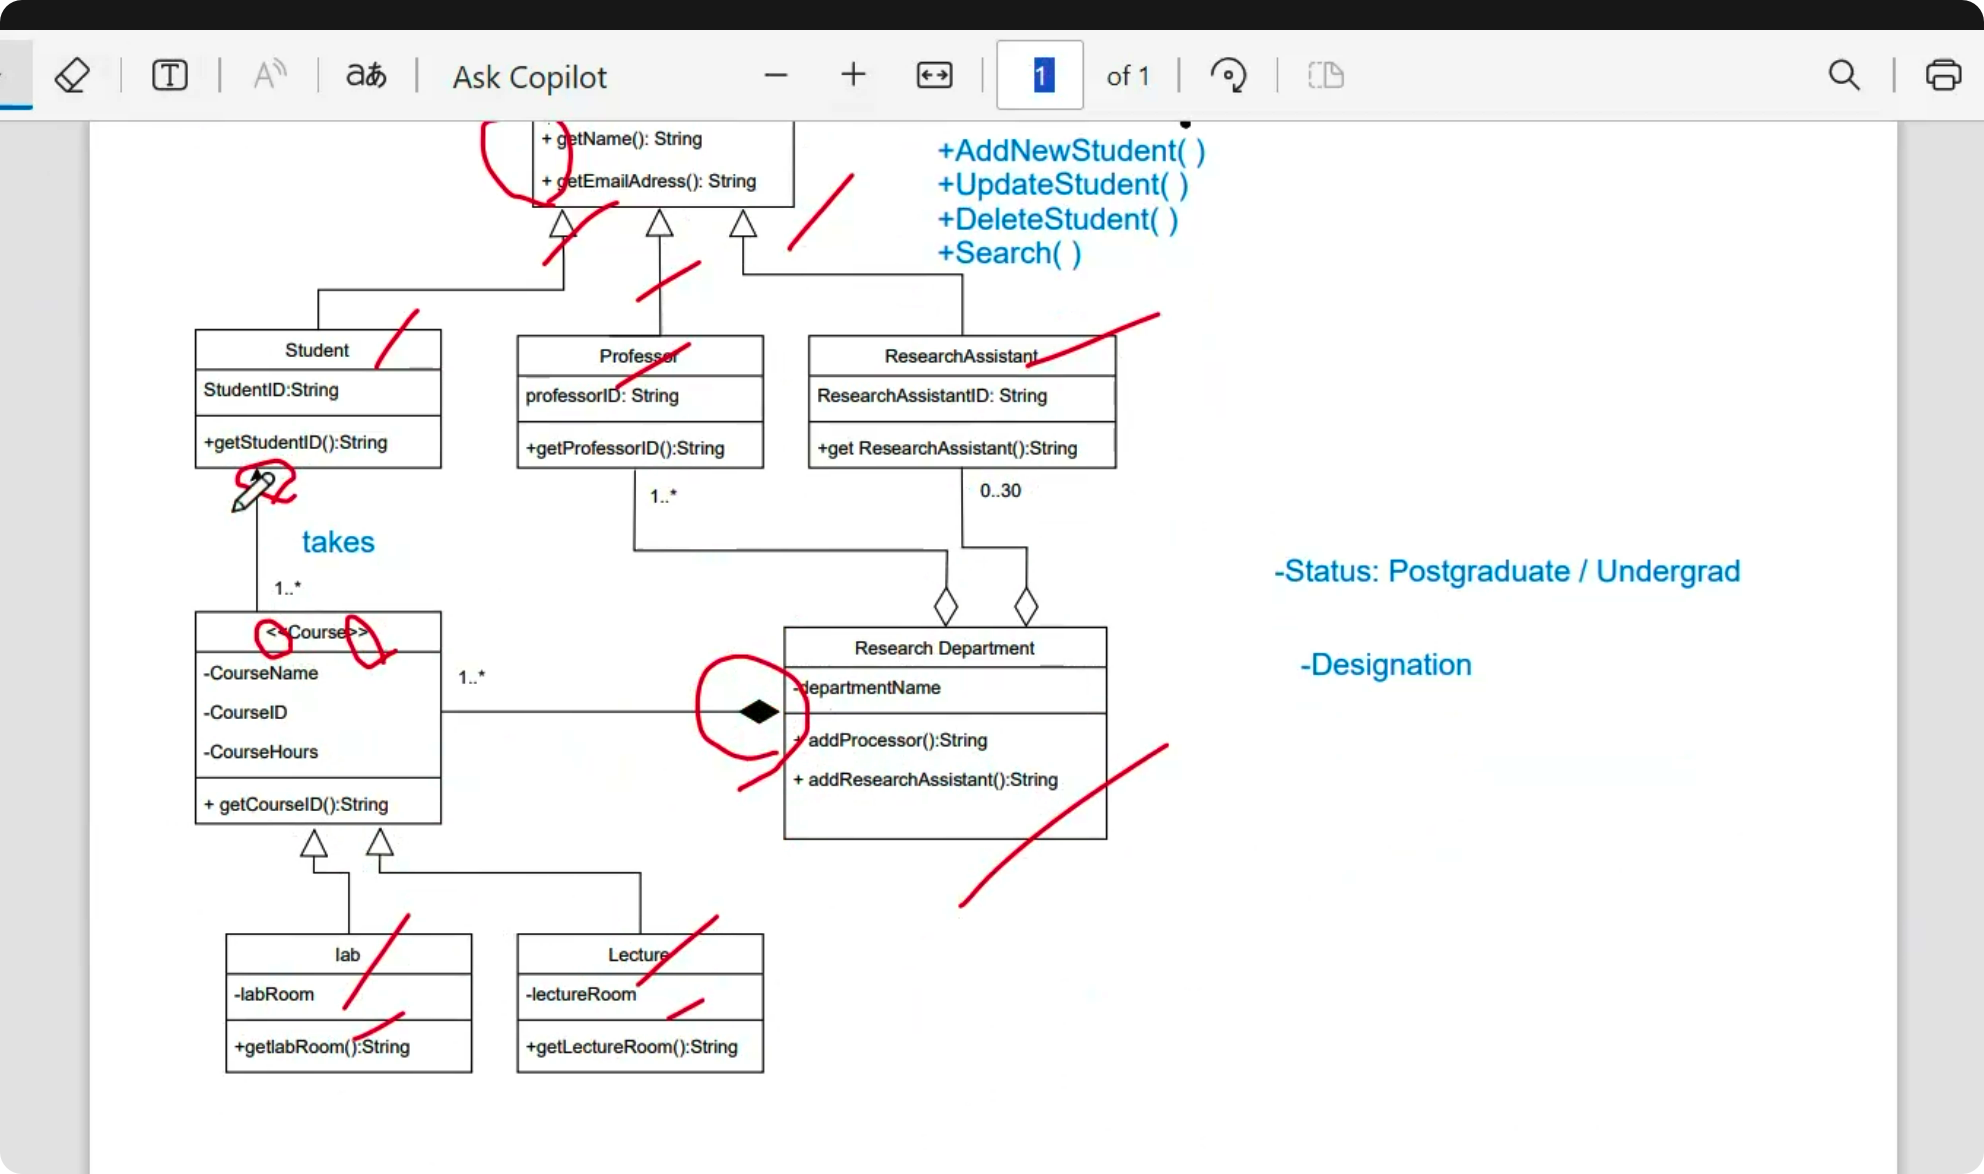 aあ
Ask Copilot
1 of 1
+ getName(): String
+ getEmailAdress(): String
+AddNewStudent( )
+UpdateStudent( )
+DeleteStudent( )
+Search( )
Student
StudentID:String
+getStudentID():String
Professor
professorID: String
+getProfessorID():String
ResearchAssistant
ResearchAssistantID: String
+get ResearchAssistant():String
1..*
0..30
takes
1..*
-Status: Postgraduate / Undergrad
-Designation
<<Course>>
-CourseName
-CourseID
-CourseHours
+ getCourseID():String
1..*
Research Department
-departmentName
+ addProcessor():String
+ addResearchAssistant():String
lab
-labRoom
+getlabRoom():String
Lecture
-lectureRoom
+getLectureRoom():String